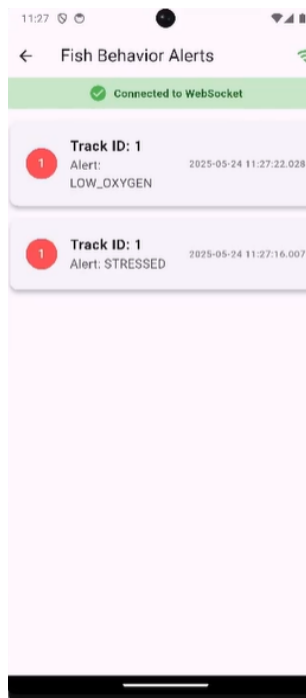 11:27
Fish Behavior Alerts
Connected to WebSocket
Track ID: 1
1
Alert:
2025-05-24 11:27:22.028
LOW_OXYGEN
Track ID: 1
1
Alert: STRESSED
2025-05-24 11:27:16.007